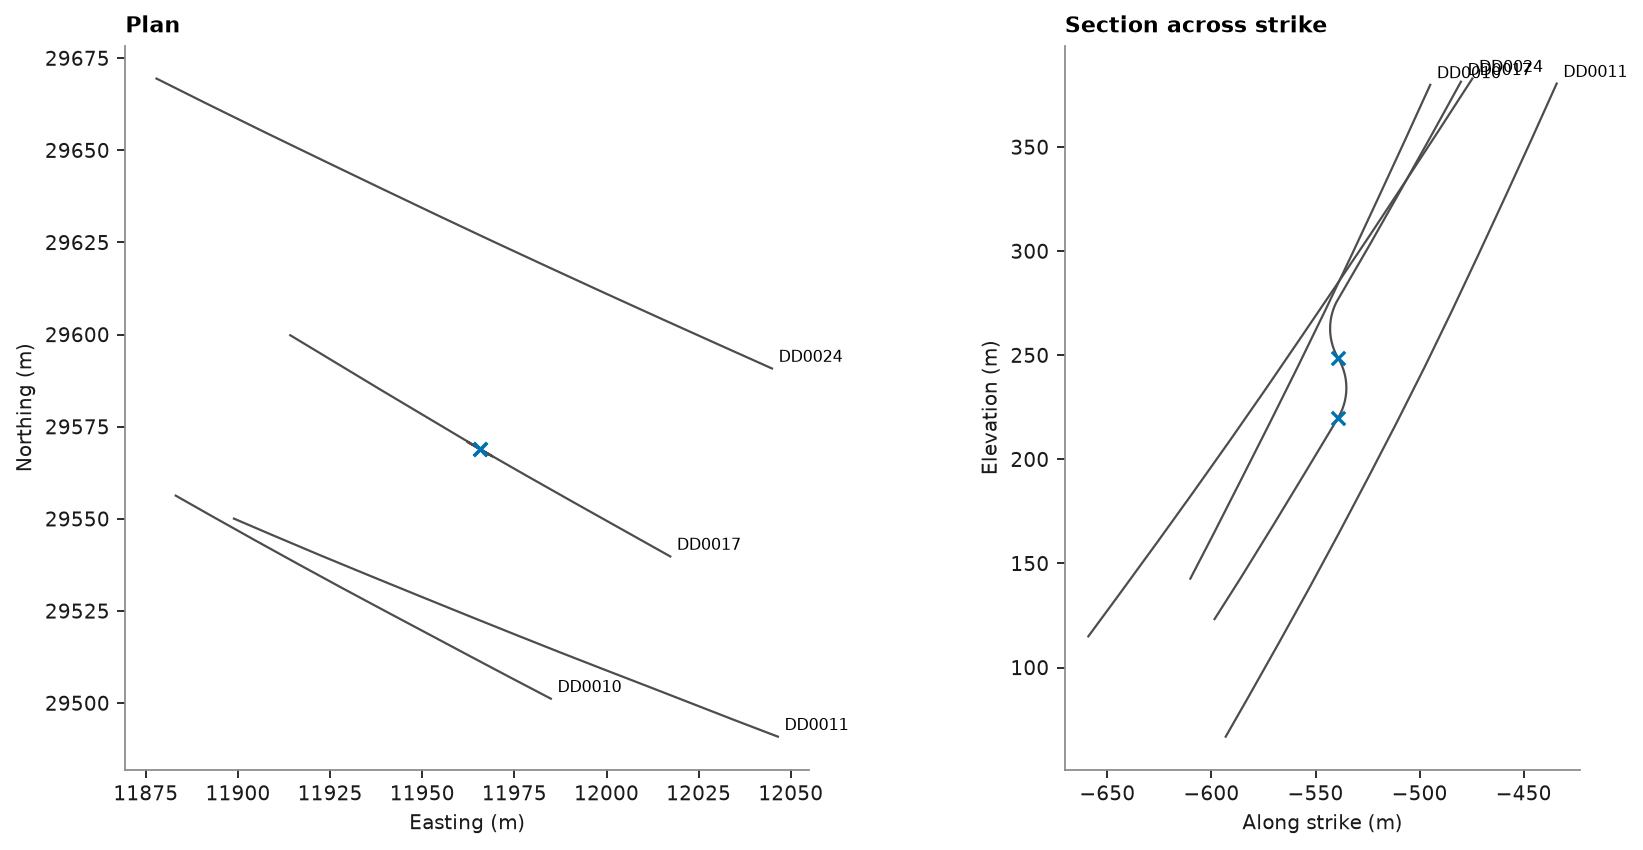 Plan
Section across strike
29675
29650
29625
29600
29575
29550
29525
29500
Northing (m)
11875 11900 11925 11950 11975 12000 12025 12050
Easting (m)
DD0024
DD0017
DD0010
DD0011
350
300
250
200
150
100
Elevation (m)
−650 −600 −550 −500 −450
Along strike (m)
DD0010
DD0017
DD0024
DD0011